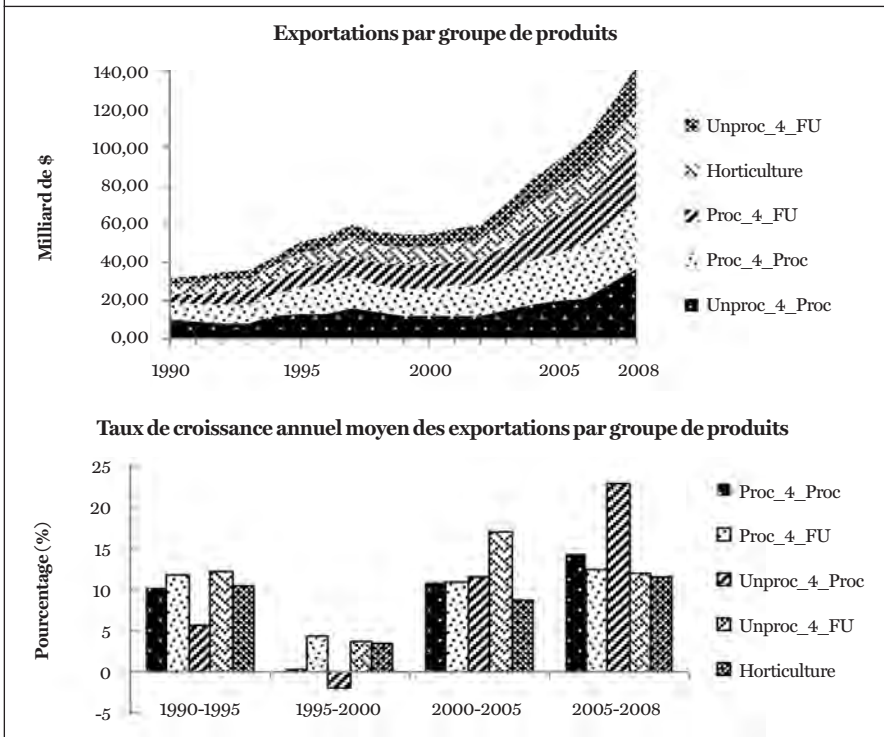 Exportations par groupe de produits
Milliard de $
140,00
120,00
100,00
80,00
60,00
40,00
20,00
0,00
1990
1995
2000
2005
2008
Unproc_4_FU
Horticulture
Proc_4_FU
Proc_4_Proc
Unproc_4_Proc
Taux de croissance annuel moyen des exportations par groupe de produits
Pourcentage (%)
25
20
15
10
5
0
-5
1990-1995
1995-2000
2000-2005
2005-2008
Proc_4_Proc
Proc_4_FU
Unproc_4_Proc
Unproc_4_FU
Horticulture